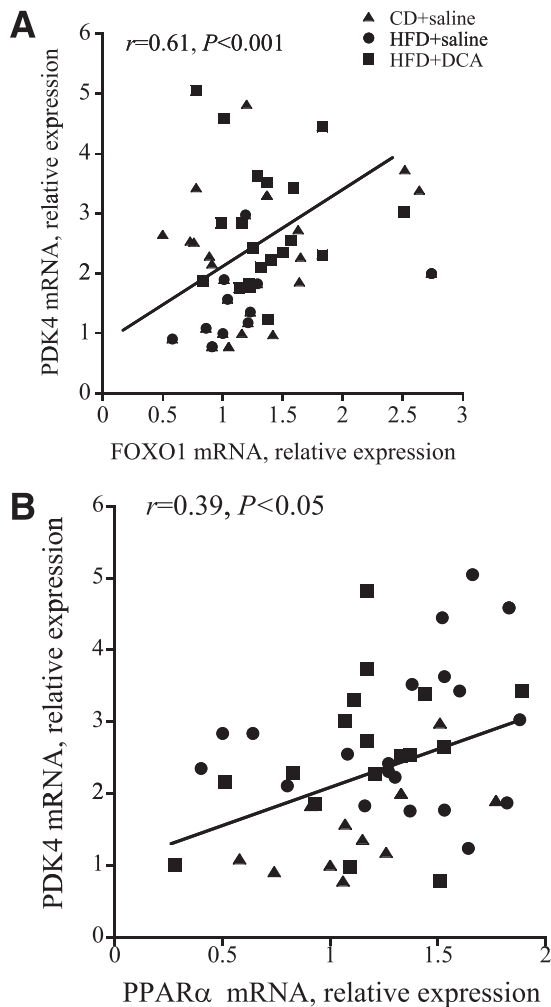 A
r=0.61, P<0.001
CD+saline
HFD+saline
HFD+DCA
PDK4 mRNA, relative expression
6
5
4
3
2
1
0
0 0.5 1 1.5 2 2.5 3
FOXO1 mRNA, relative expression
B
r=0.39, P<0.05
PDK4 mRNA, relative expression
6
5
4
3
2
1
0
0 0.5 1 1.5 2
PPARα mRNA, relative expression